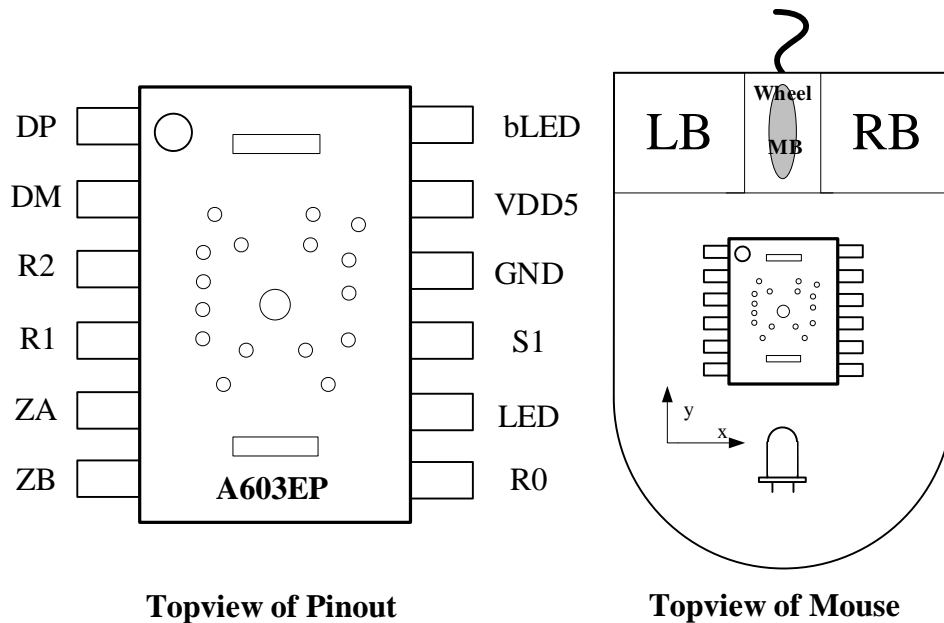 DP
DM
R2
R1
ZA
ZB
bLED
VDD5
GND
S1
LED
R0
A603EP
Topview of Pinout
Wheel
LB
MB
RB
y
x
Topview of Mouse